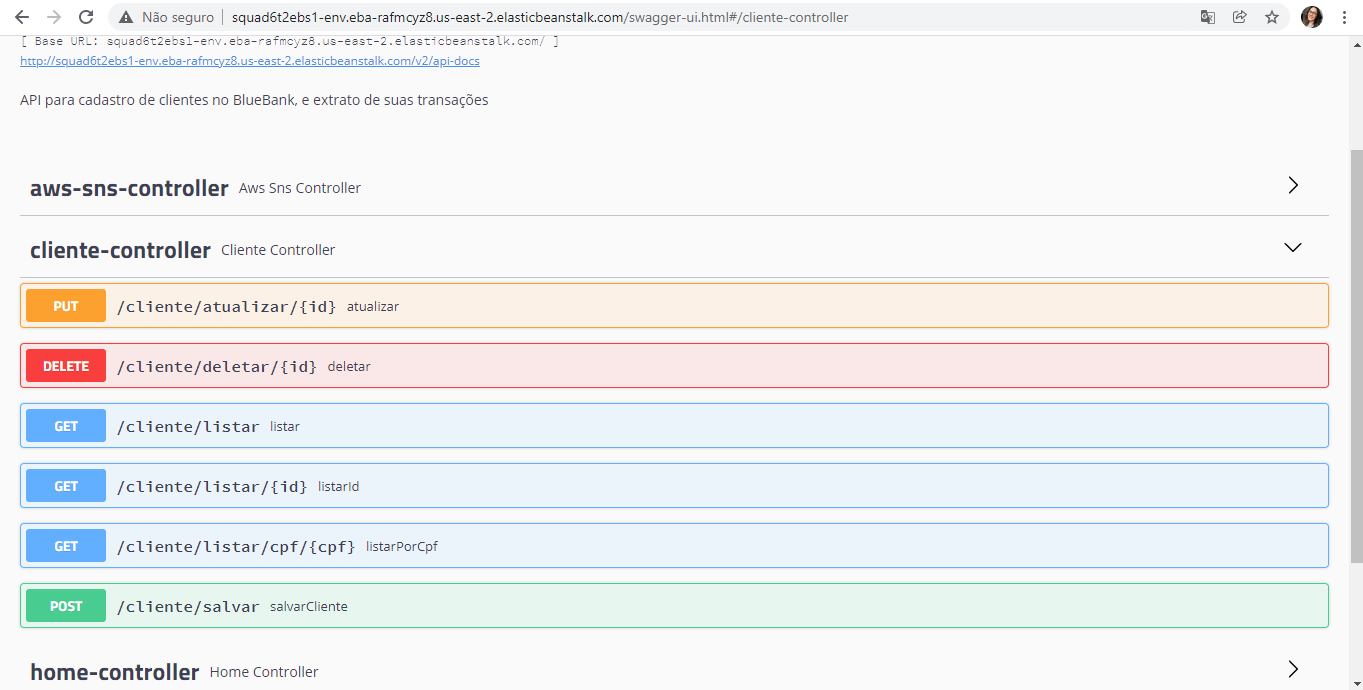 Não seguro squad6t2ebs1-env.eba-rafmcyz8.us-east-2.elasticbeanstalk.com/swagger-ui.html#/cliente-controller
[ Base URL: squad6t2ebs1-env.eba-rafmcyz8.us-east-2.elasticbeanstalk.com/ ]
http://squad6t2ebs1-env.eba-rafmcyz8.us-east-2.elasticbeanstalk.com/v2/api-docs
API para cadastro de clientes no BlueBank, e extrato de suas transações
aws-sns-controller Aws Sns Controller
cliente-controller Cliente Controller
PUT /cliente/atualizar/{id} atualizar
DELETE /cliente/deletar/{id} deletar
GET /cliente/listar listar
GET /cliente/listar/{id} listarId
GET /cliente/listar/cpf/{cpf} listarPorCpf
POST /cliente/salvar salvarCliente
home-controller Home Controller